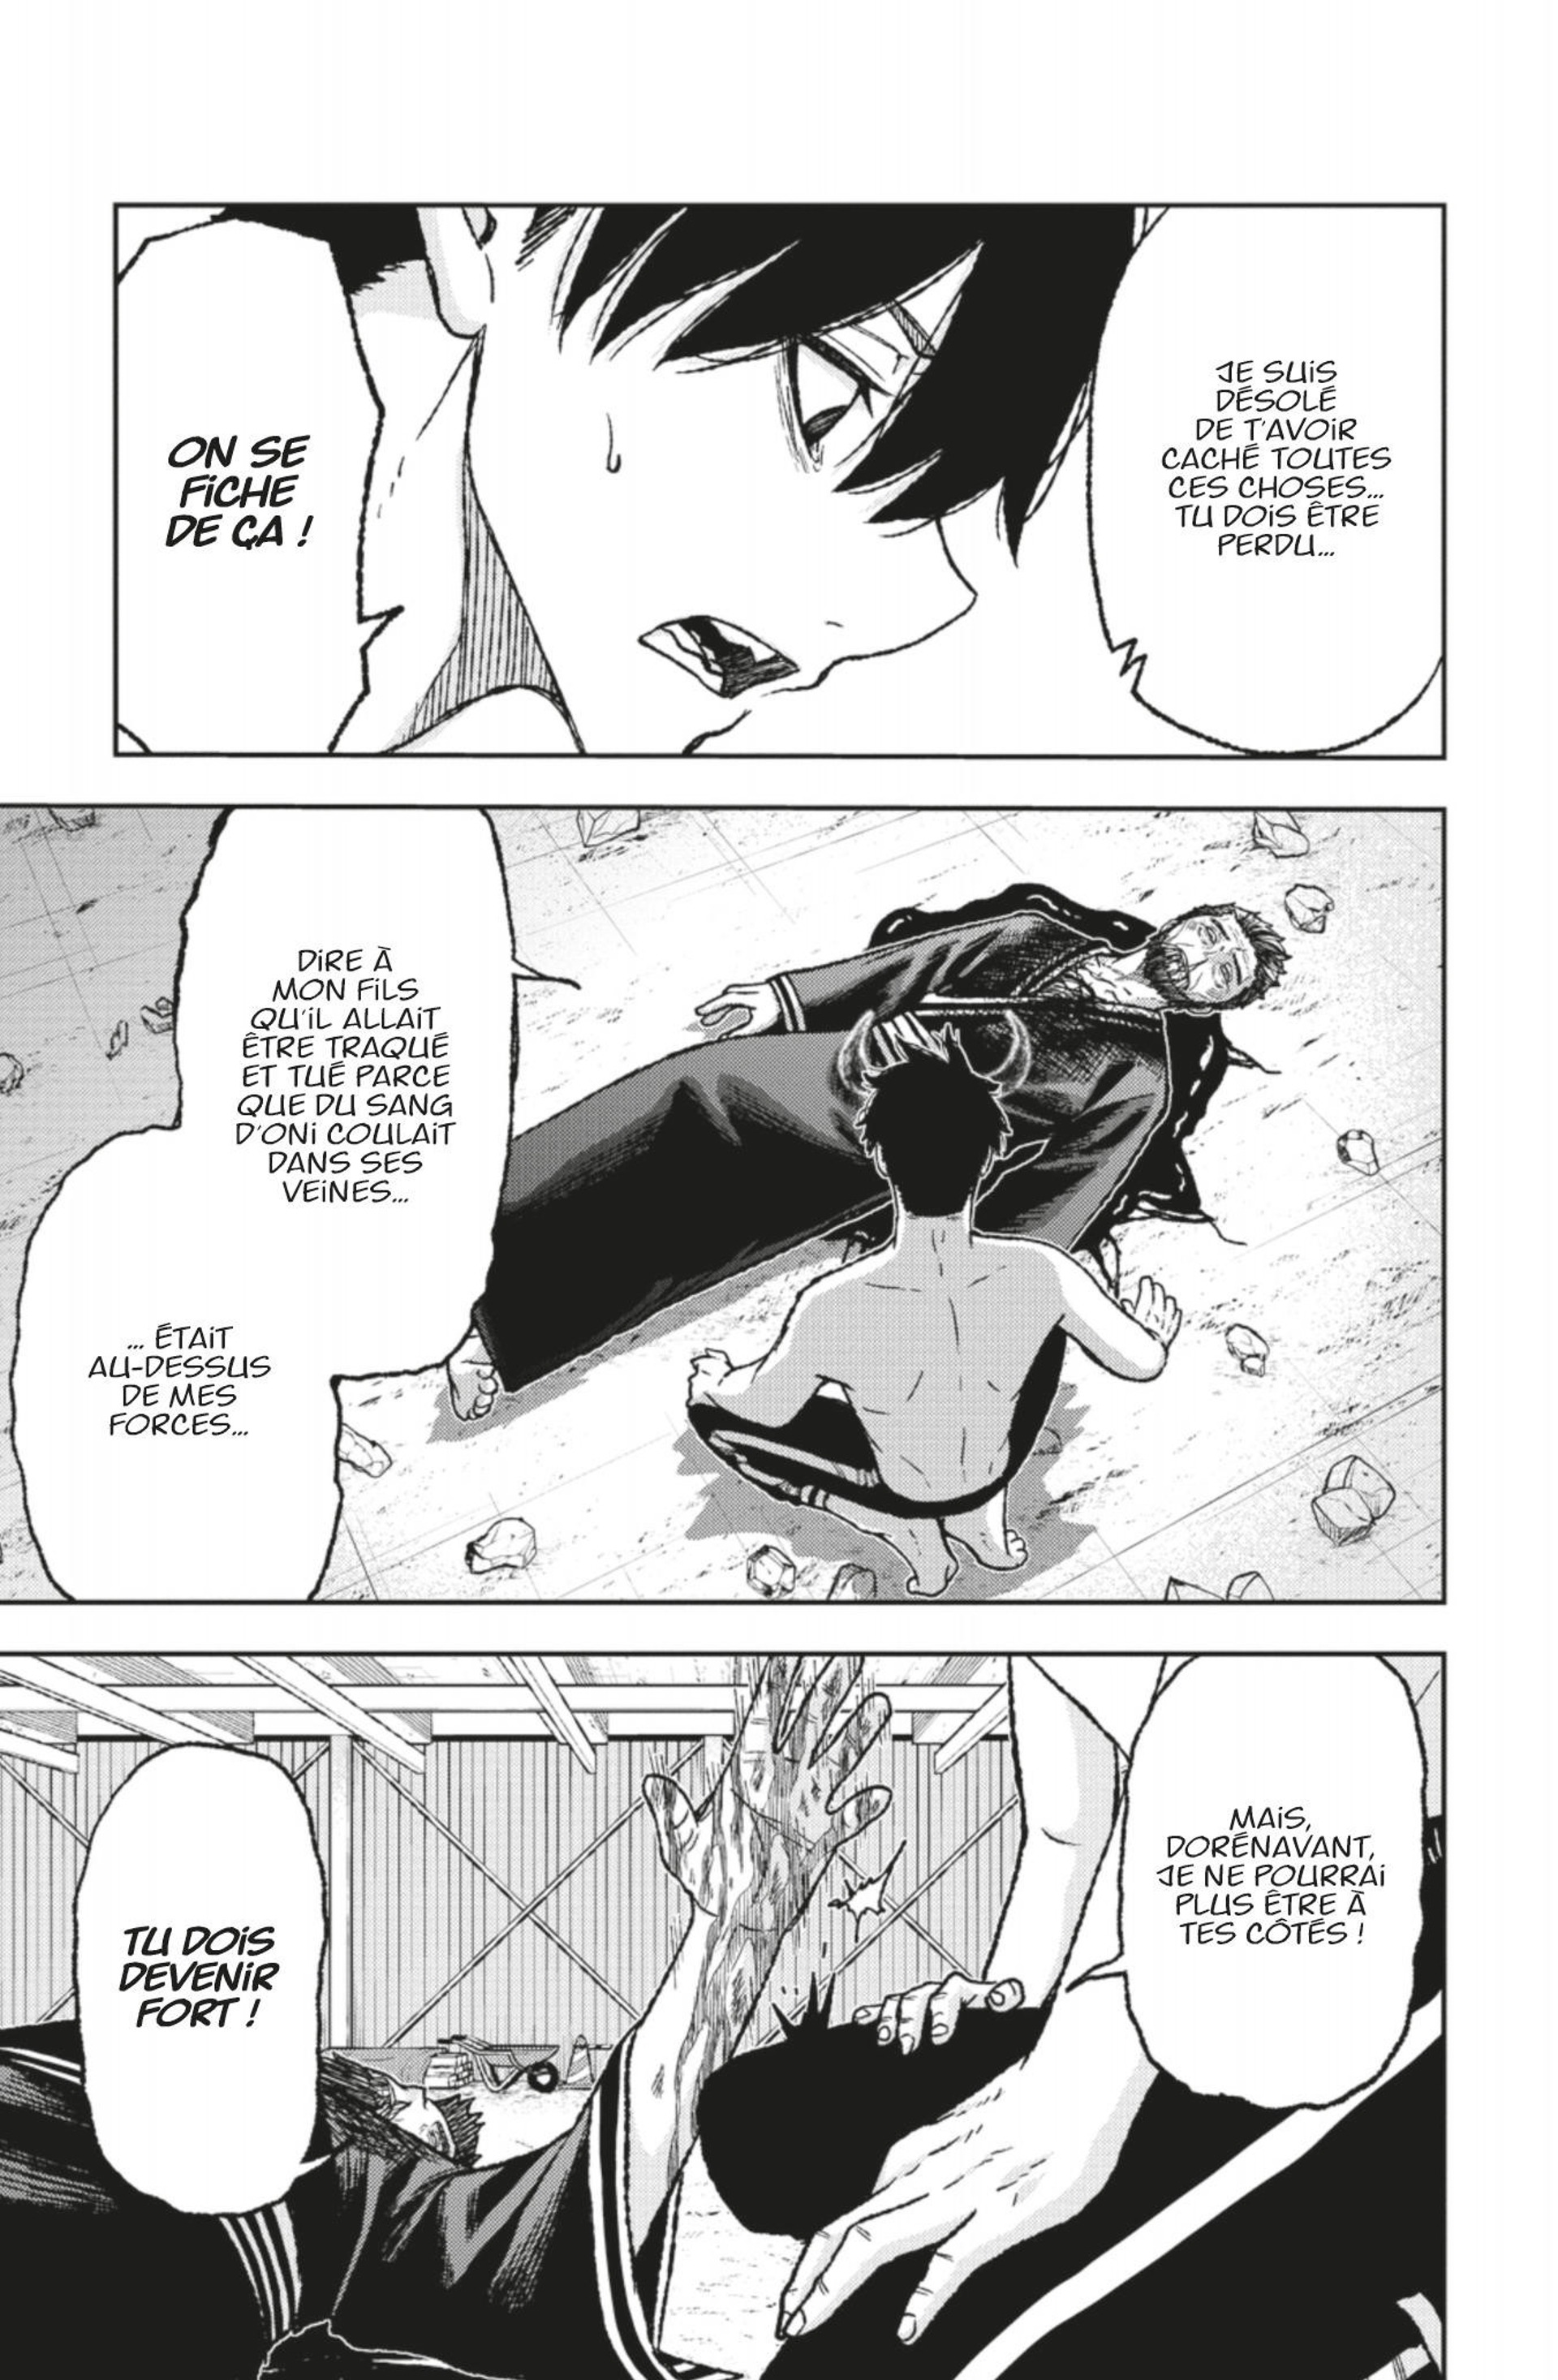 JE SUIS
DÉSOLÉ
DE T'AVOIR
CACHÉ TOUTES
CES CHOSES...
TU DOIS ÊTRE
PERDU...
ON SE
FICHE
DE ÇA !
DIRE À
MON FILS
QU'IL ALLAIT
ÊTRE TRAQUÉ
ET TUÉ PARCE
QUE DU SANG
D'ONI COULAIT
DANS SES
VEINES...
... ÉTAIT
AU-DESSUS
DE MES
FORCES...
MAIS,
DORÉNAVANT,
JE NE POURRAI
PLUS ÊTRE À
TES CÔTÉS !
TU DOIS
DEVENIR
FORT !